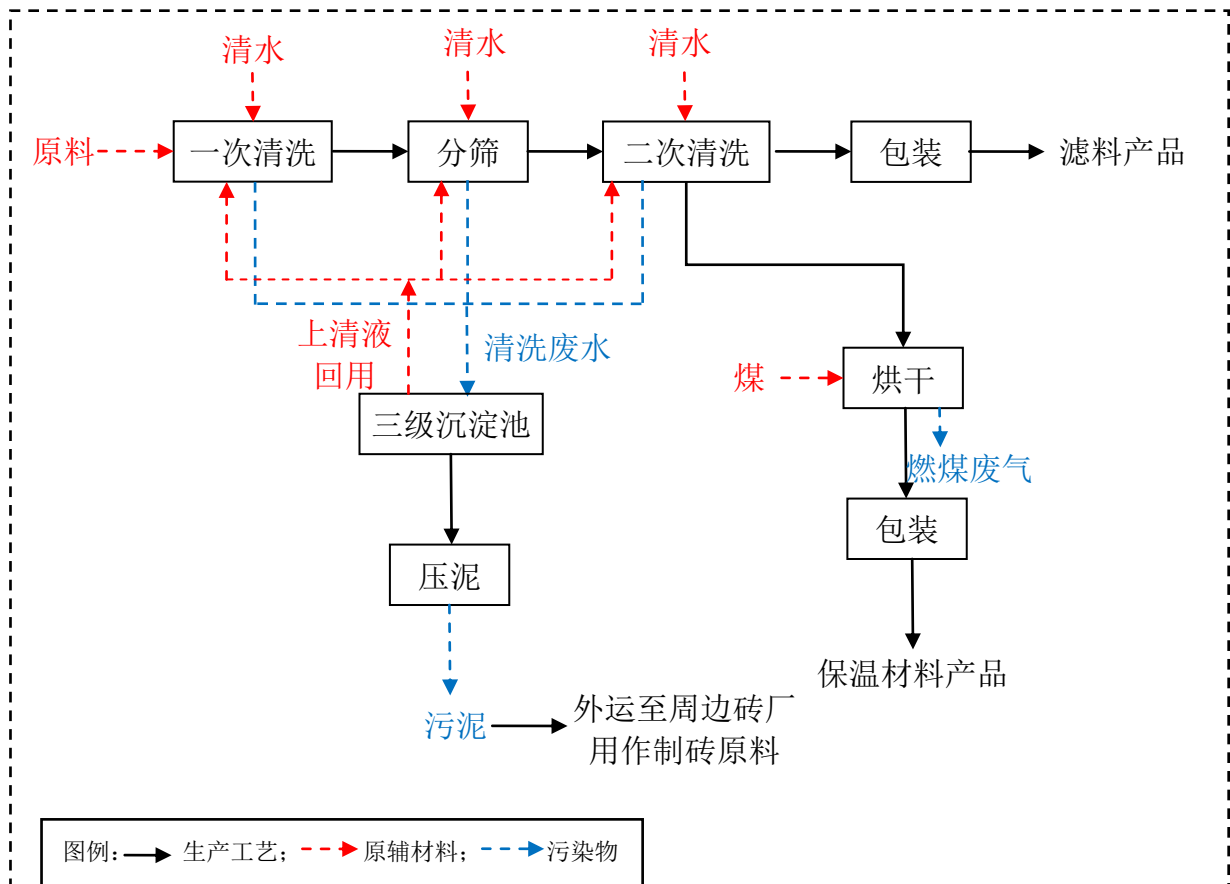 清水
清水
清水
原料
一次清洗
分筛
二次清洗
包装
滤料产品
上清液
回用
清洗废水
煤
烘干
三级沉淀池
燃煤废气
包装
压泥
保温材料产品
污泥
外运至周边砖厂
用作制砖原料
图例： 生产工艺； 原辅材料； 污染物